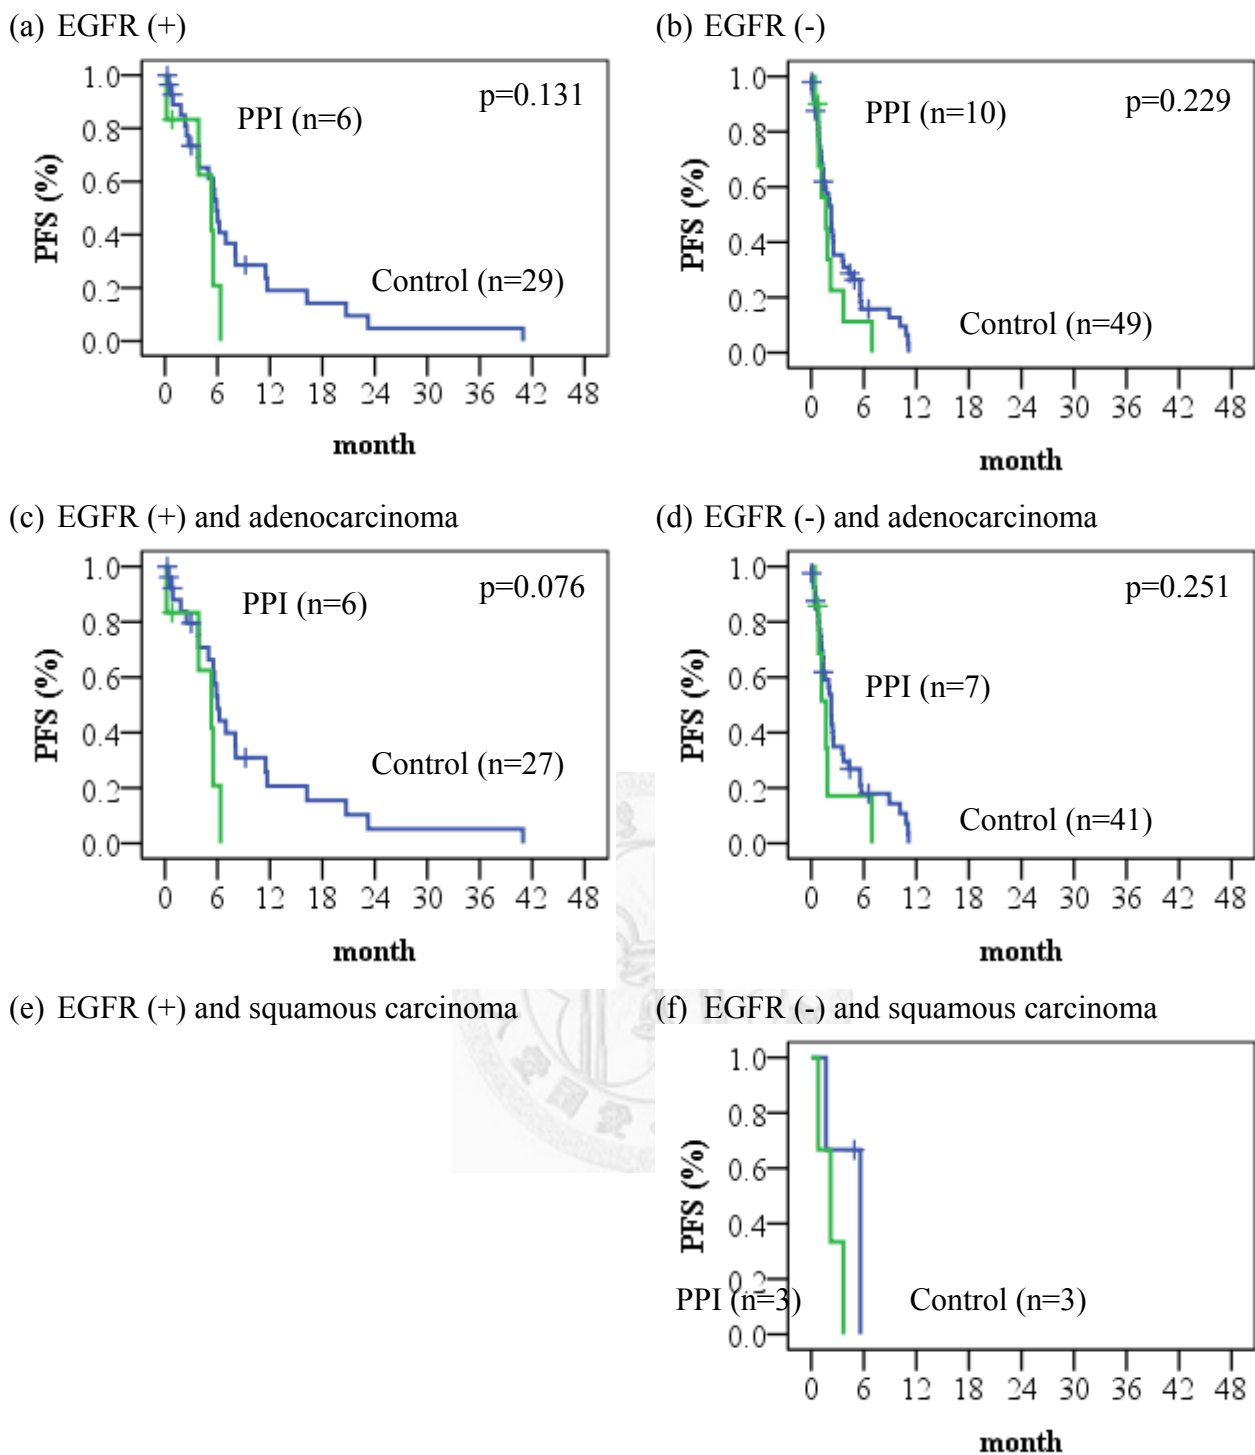 (a) EGFR (+)
1.0
0.8
0.6
0.4
0.2
0.0
PFS (%)
p=0.131
PPI (n=6)
Control (n=29)
0 6 12 18 24 30 36 42 48
month
(b) EGFR (-)
1.0
0.8
0.6
0.4
0.2
0.0
PFS (%)
p=0.229
PPI (n=10)
Control (n=49)
0 6 12 18 24 30 36 42 48
month
(c) EGFR (+) and adenocarcinoma
1.0
0.8
0.6
0.4
0.2
0.0
PFS (%)
p=0.076
PPI (n=6)
Control (n=27)
0 6 12 18 24 30 36 42 48
month
(d) EGFR (-) and adenocarcinoma
1.0
0.8
0.6
0.4
0.2
0.0
PFS (%)
p=0.251
PPI (n=7)
Control (n=41)
0 6 12 18 24 30 36 42 48
month
(e) EGFR (+) and squamous carcinoma
(f) EGFR (-) and squamous carcinoma
1.0
0.8
0.6
0.4
0.2
0.0
PFS (%)
PPI (n=3)
Control (n=3)
0 6 12 18 24 30 36 42 48
month
愛國愛